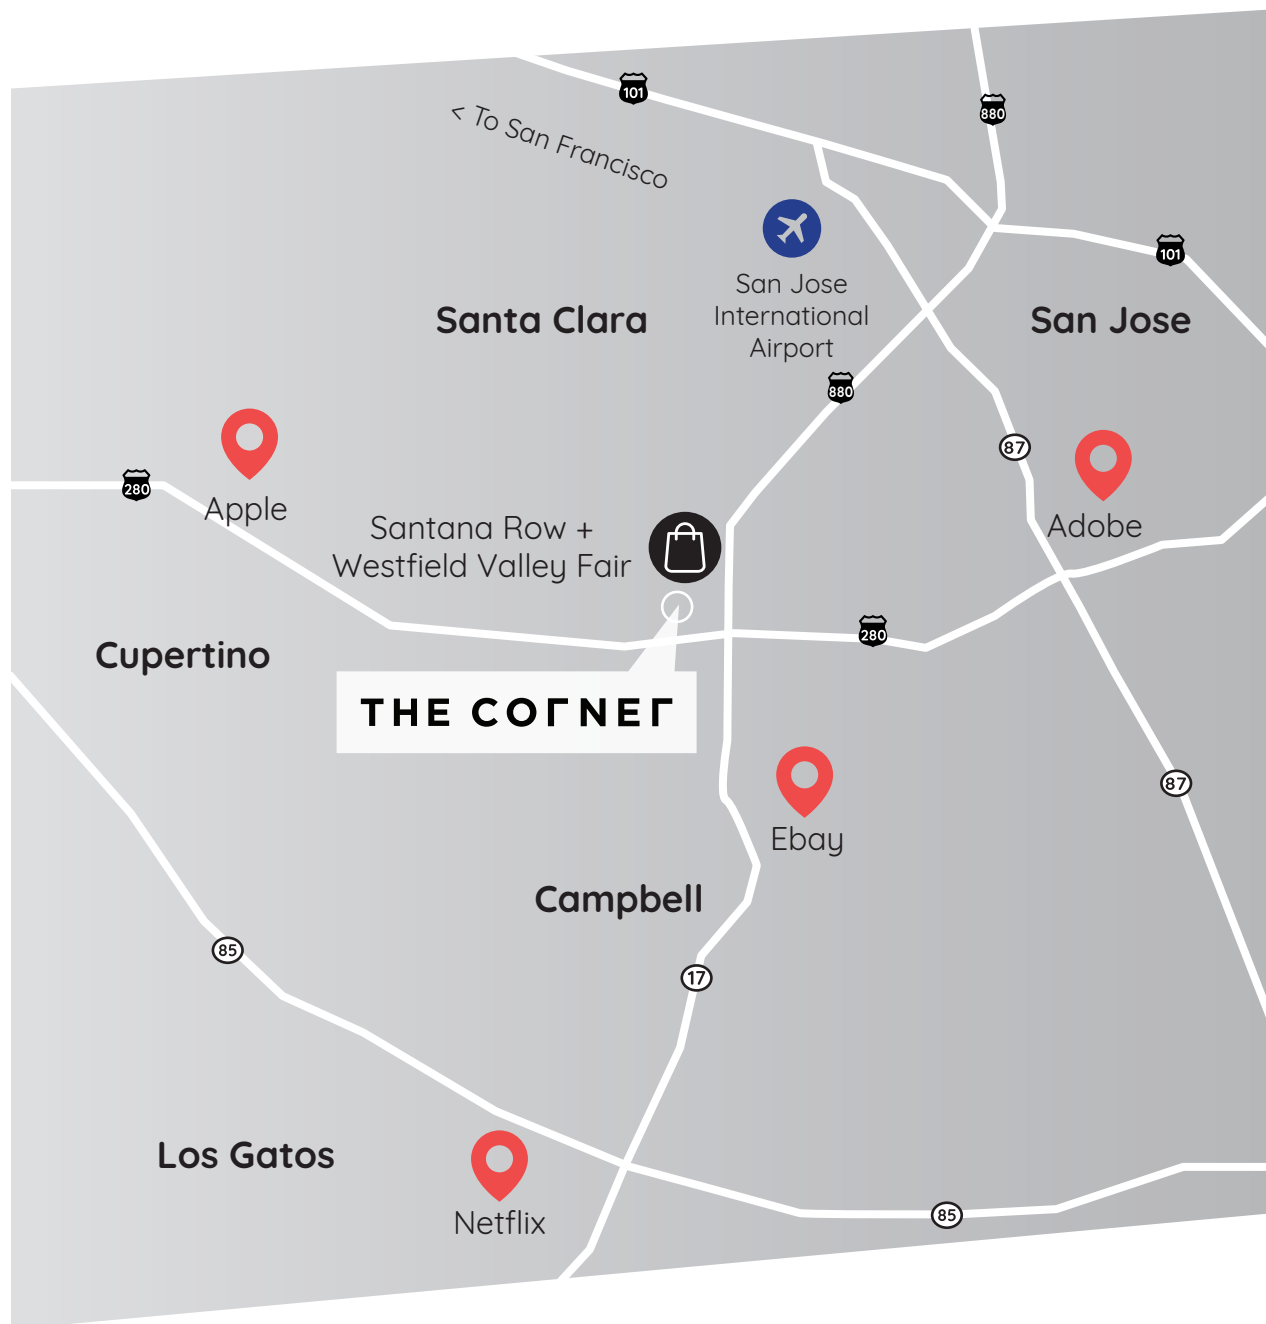 101
880
< To San Francisco
101
San Jose
International
Airport
Santa Clara
San Jose
880
87
280
Apple
Adobe
Santana Row +
Westfield Valley Fair
280
Cupertino
THE COrNEr
87
Ebay
Campbell
85
17
Los Gatos
Netflix
85